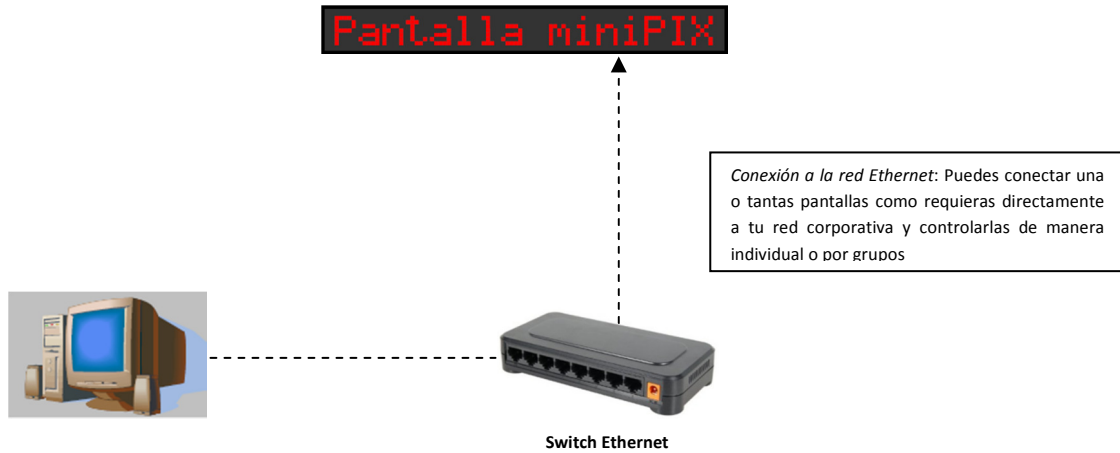 Pantalla miniPIX
Conexión a la red Ethernet: Puedes conectar una
o tantas pantallas como requieras directamente
a tu red corporativa y controlarlas de manera
individual o por grupos
Switch Ethernet